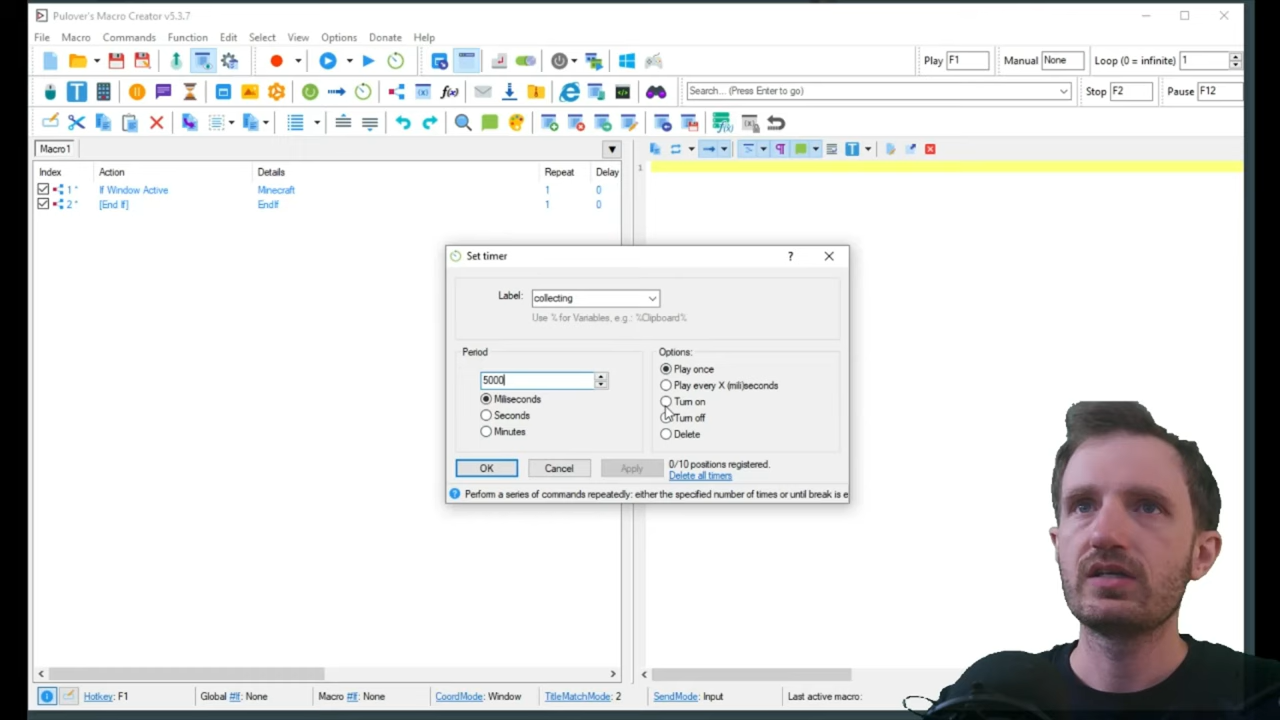 Pulover's Macro Creator v5.3.7
File Macro Commands Function Edit Select View Options Donate Help
Play F1 Manual None Loop (0 = infinite) 1
Search... (Press Enter to go) Stop F2 Pause F12
Macro1
Index Action Details Repeat Delay
1 * If Window Active Minecraft 1 0
2 * [End If] EndIf 1 0
1
Set timer ?
Label: collecting
Use % for Variables, e.g.: %Clipboard%
Period
5000
Miliseconds
Seconds
Minutes
Options:
Play once
Play every X (mili)seconds
Turn on
Turn off
Delete
OK Cancel Apply
0/10 positions registered.
Delete all timers
Perform a series of commands repeatedly: either the specified number of times or until break is e
Hotkey: F1 Global #If: None Macro #If: None CoordMode: Window TitleMatchMode: 2 SendMode: Input Last active macro: